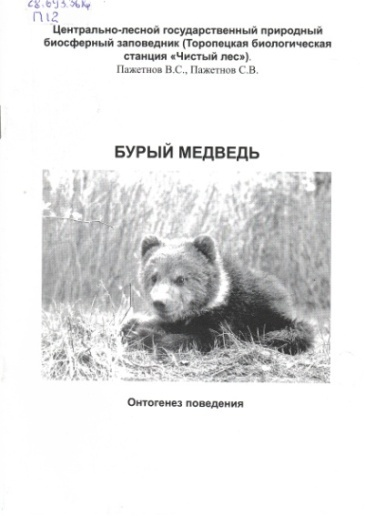 28.693.36я
П12
Центрально-лесной государственный природный
биосферный заповедник (Торопецкая биологическая
станция «Чистый лес»).
Пажетнов В.С., Пажетнов С.В.
БУРЫЙ МЕДВЕДЬ
Онтогенез поведения